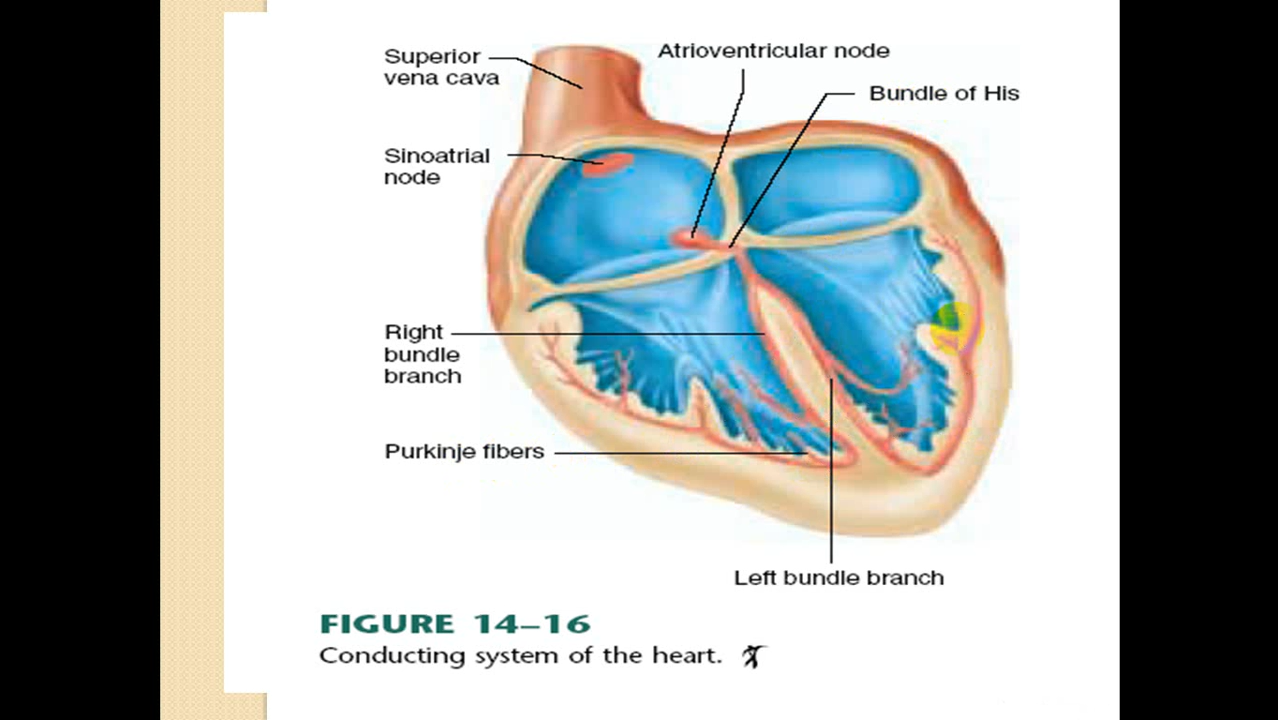 Atrioventricular node
Superior
vena cava
Bundle of His
Sinoatrial
node
Right
bundle
branch
Purkinje fibers
Left bundle branch
FIGURE 14–16
Conducting system of the heart.